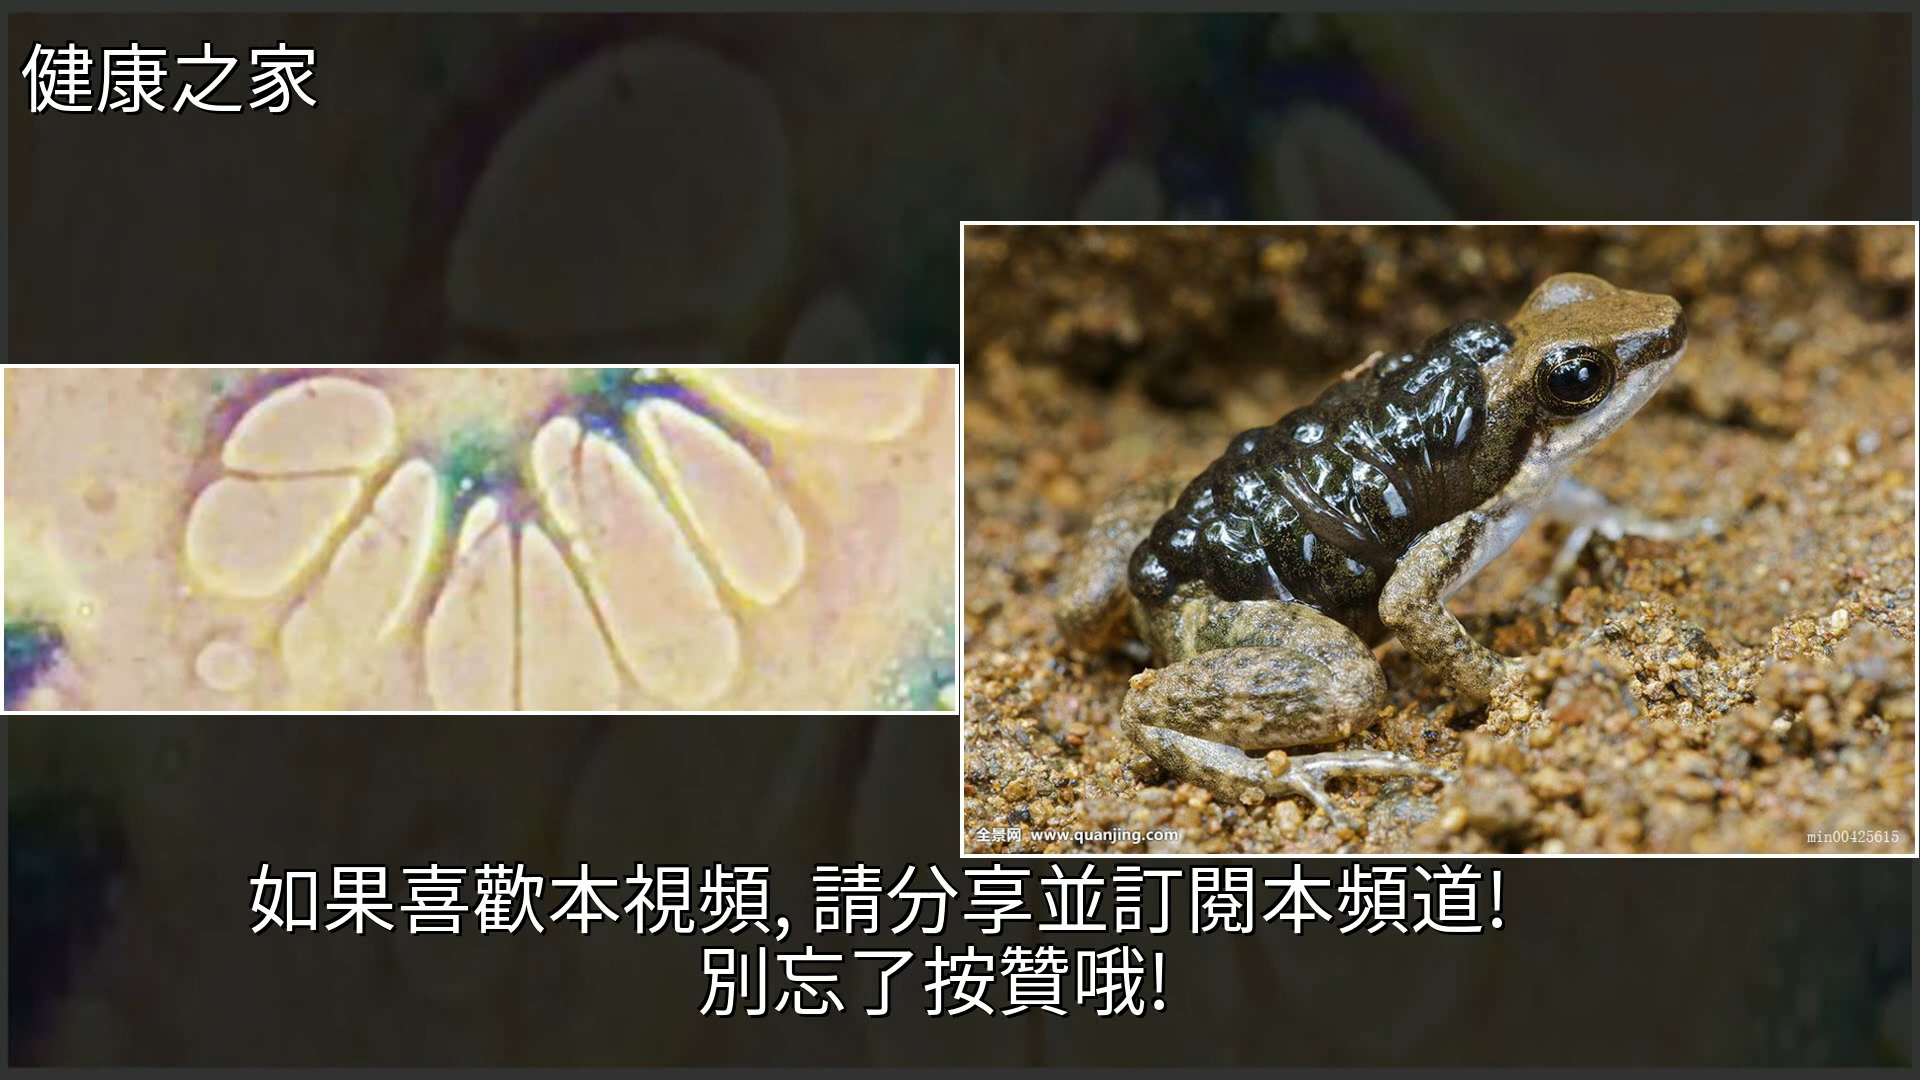 健康之家
全景网 www.quanjing.com
min00425615
如果喜歡本視頻, 請分享並訂閱本頻道!
別忘了按贊哦!